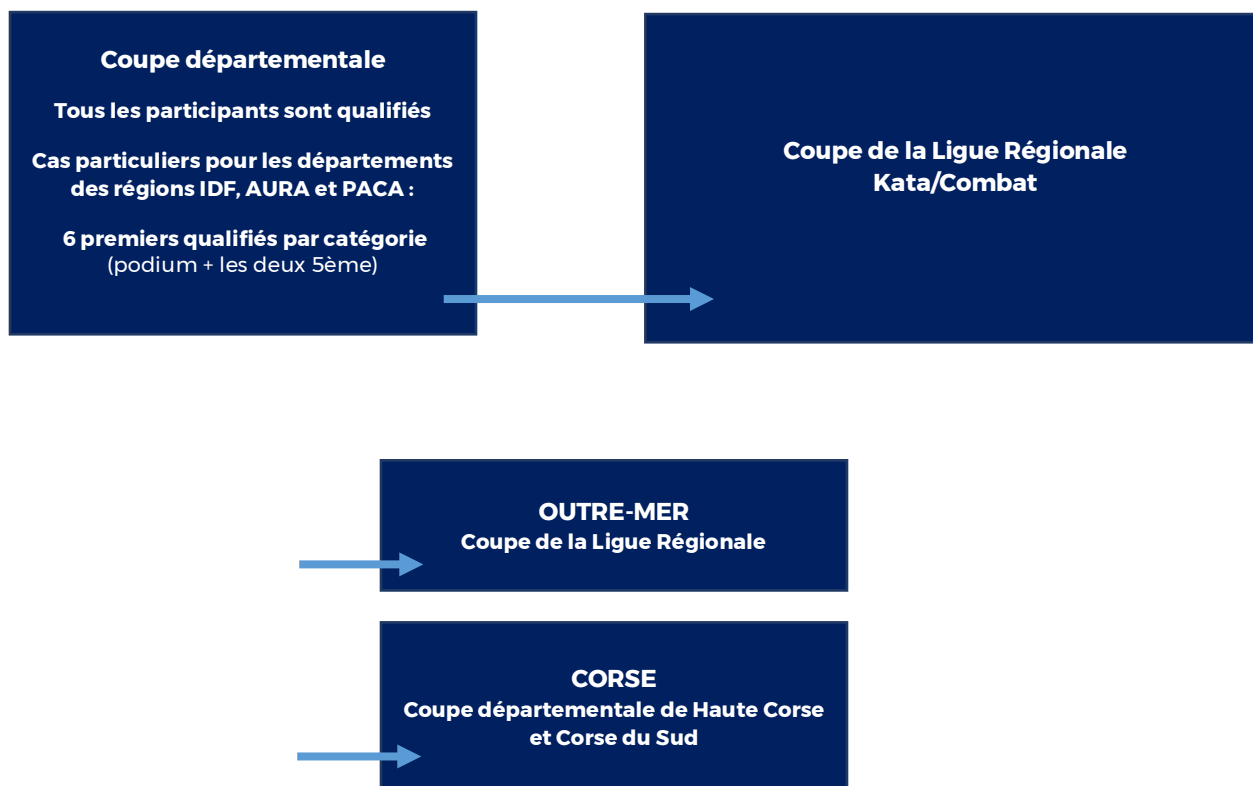 Coupe départementale
Tous les participants sont qualifiés
Cas particuliers pour les départements
des régions IDF, AURA et PACA :
6 premiers qualifiés par catégorie
(podium + les deux 5ème)
Coupe de la Ligue Régionale
Kata/Combat
OUTRE-MER
Coupe de la Ligue Régionale
CORSE
Coupe départementale de Haute Corse
et Corse du Sud